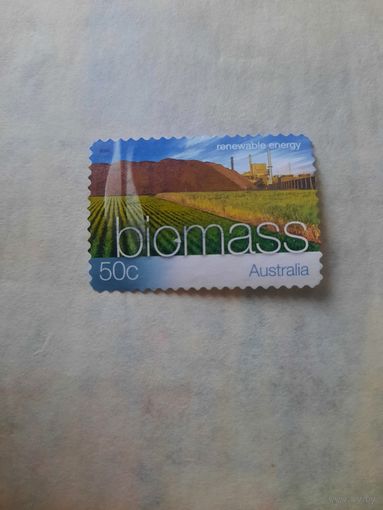 renewable energy
biomass
50c
Australia